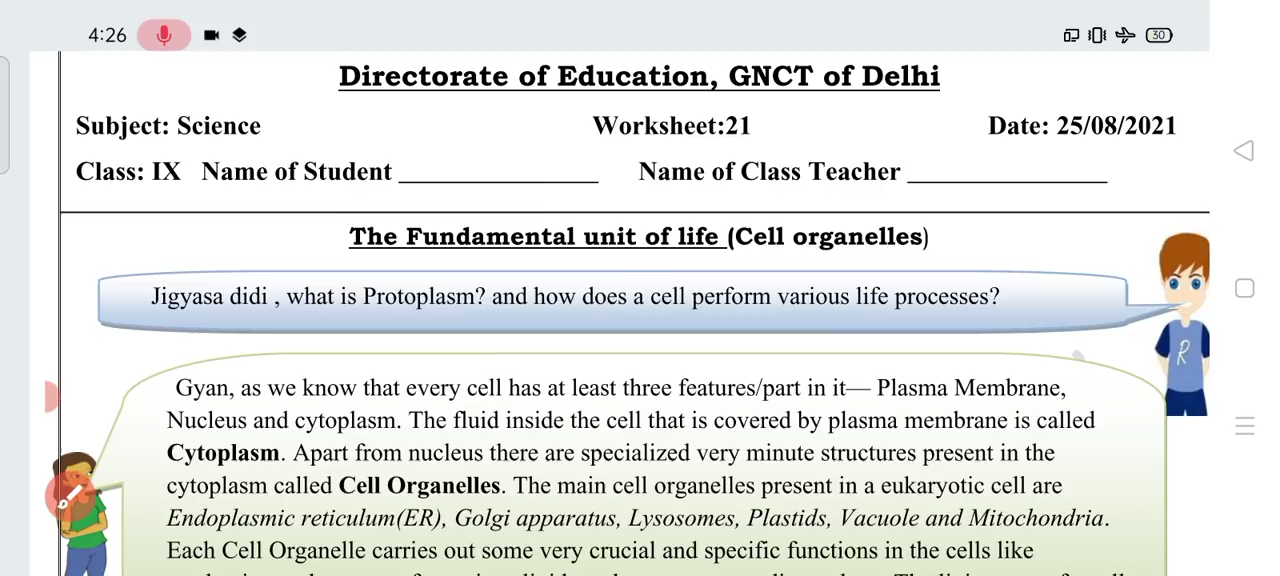 4:26
30
Directorate of Education, GNCT of Delhi
Subject: Science Worksheet:21 Date: 25/08/2021
Class: IX Name of Student ________________ Name of Class Teacher ________________
The Fundamental unit of life (Cell organelles)
Jigyasa didi , what is Protoplasm? and how does a cell perform various life processes?
R
Gyan, as we know that every cell has at least three features/part in it— Plasma Membrane,
Nucleus and cytoplasm. The fluid inside the cell that is covered by plasma membrane is called
Cytoplasm. Apart from nucleus there are specialized very minute structures present in the
cytoplasm called Cell Organelles. The main cell organelles present in a eukaryotic cell are
Endoplasmic reticulum(ER), Golgi apparatus, Lysosomes, Plastids, Vacuole and Mitochondria.
Each Cell Organelle carries out some very crucial and specific functions in the cells like